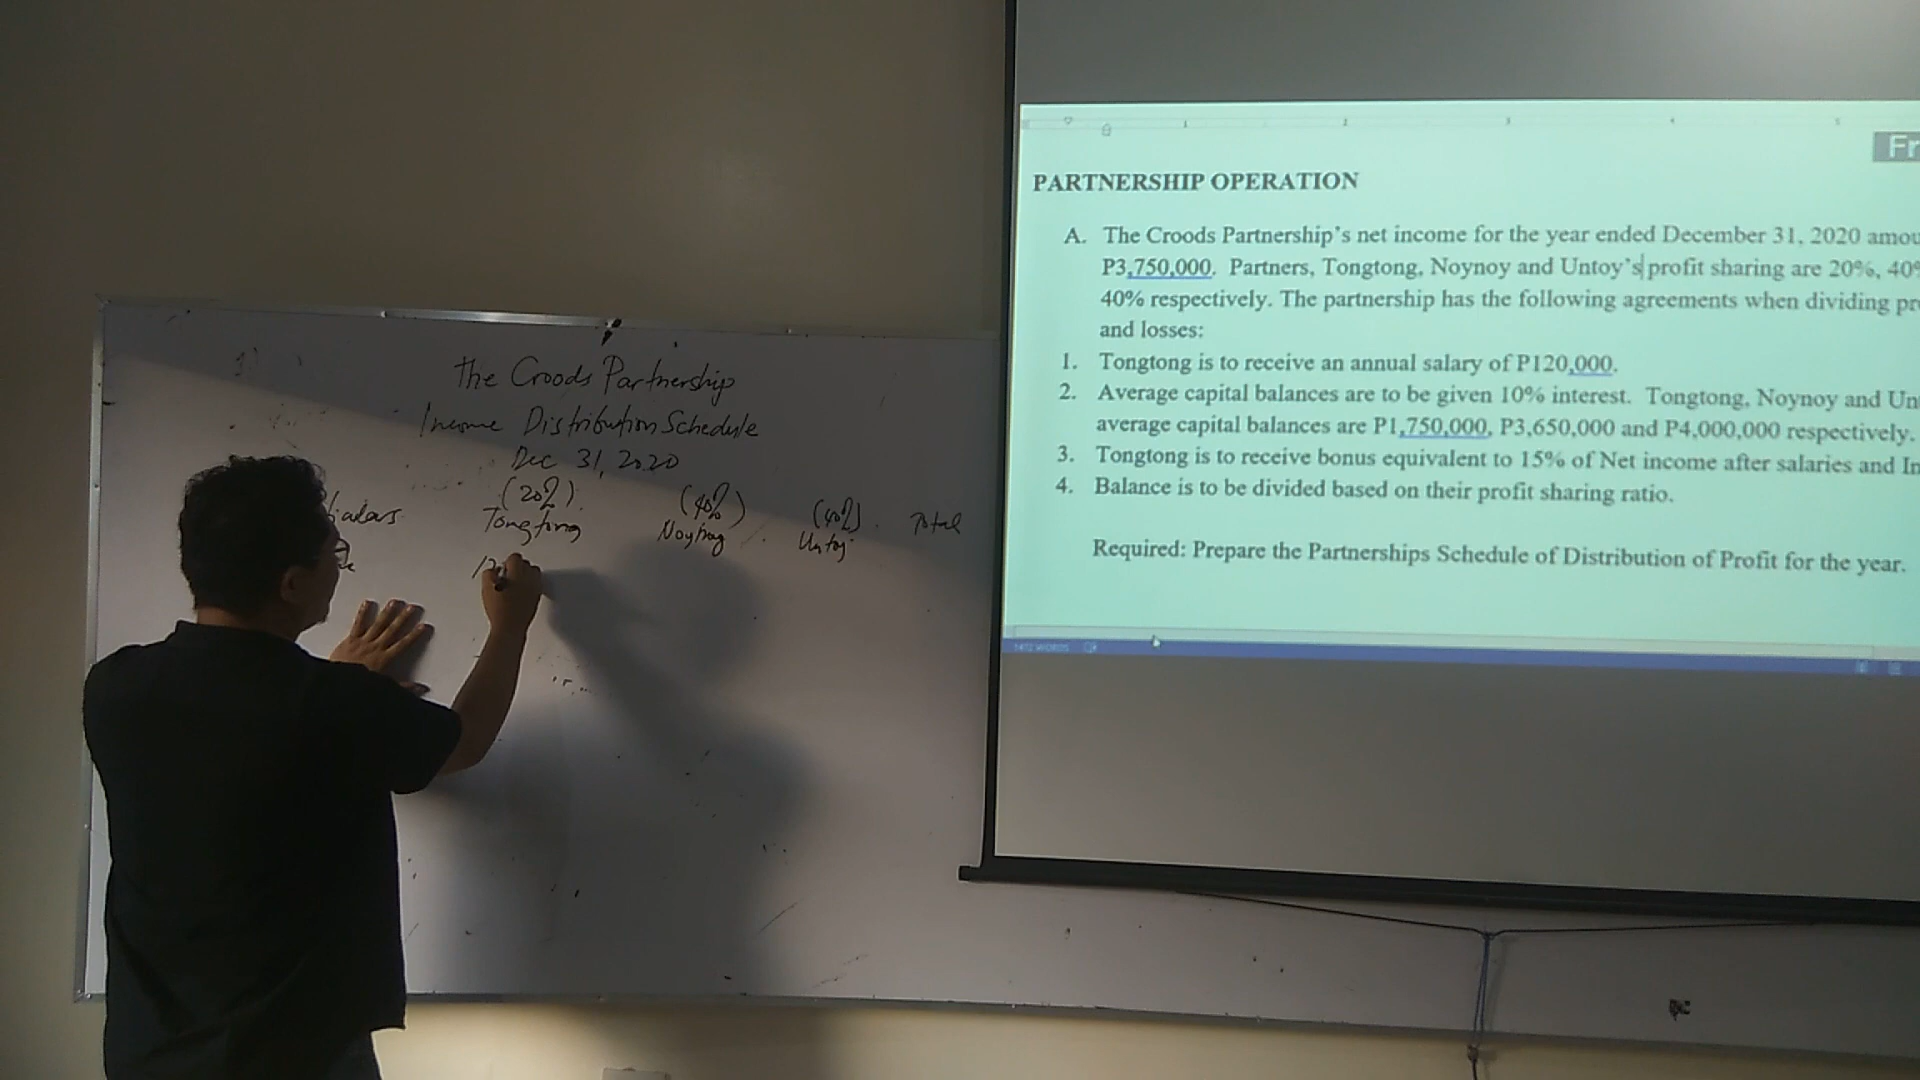 The Croods Partnership
Income Distribution Schedule
Dec 31, 2020
(20%) (40%) (40%)
Tongtong Noynoy Untoy Total
Fr
PARTNERSHIP OPERATION
A. The Croods Partnership's net income for the year ended December 31, 2020 amou
P3,750,000. Partners, Tongtong, Noynoy and Untoy's profit sharing are 20%, 40%
40% respectively. The partnership has the following agreements when dividing pro
and losses:
1. Tongtong is to receive an annual salary of P120,000.
2. Average capital balances are to be given 10% interest. Tongtong, Noynoy and Un
average capital balances are P1,750,000, P3,650,000 and P4,000,000 respectively.
3. Tongtong is to receive bonus equivalent to 15% of Net income after salaries and In
4. Balance is to be divided based on their profit sharing ratio.
Required: Prepare the Partnerships Schedule of Distribution of Profit for the year.